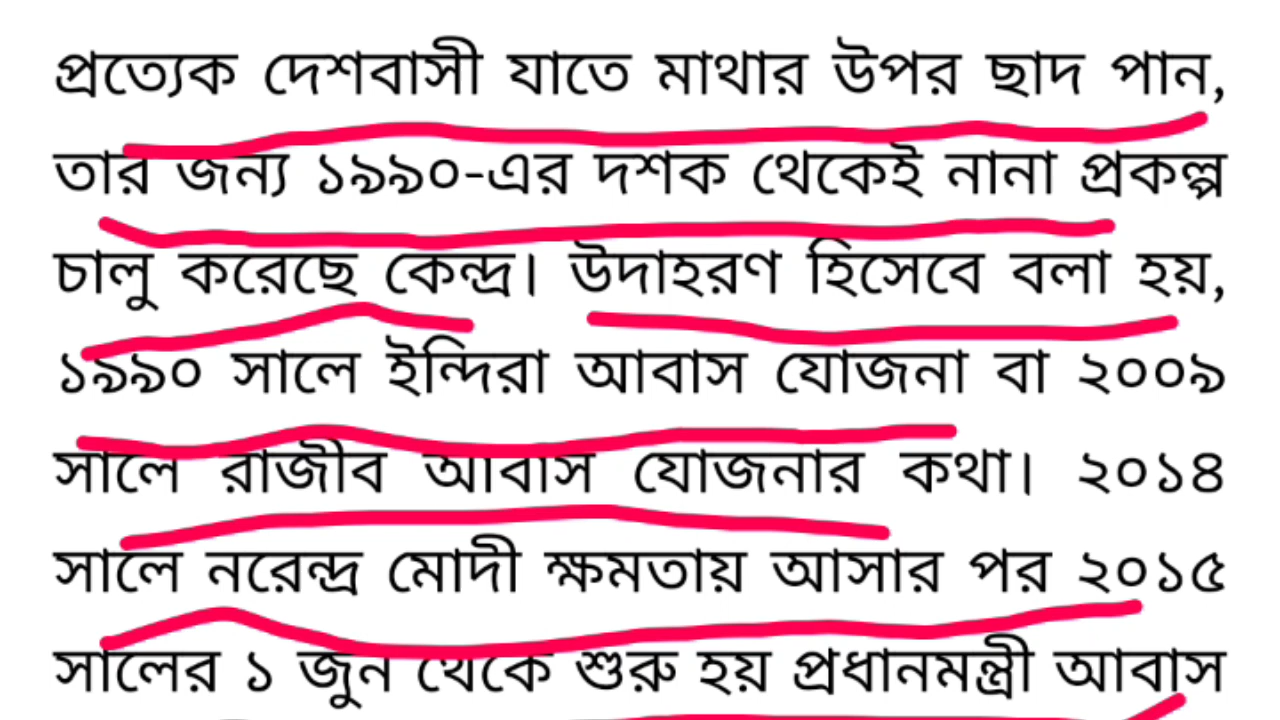 প্রত্যেক দেশবাসী যাতে মাথার উপর ছাদ পান,
তার জন্য ১৯৯০-এর দশক থেকেই নানা প্রকল্প
চালু করেছে কেন্দ্র। উদাহরণ হিসেবে বলা হয়,
১৯৯০ সালে ইন্দিরা আবাস যোজনা বা ২০০৯
সালে রাজীব আবাস যোজনার কথা। ২০১৪
সালে নরেন্দ্র মোদী ক্ষমতায় আসার পর ২০১৫
সালের ১ জুন থেকে শুরু হয় প্রধানমন্ত্রী আবাস